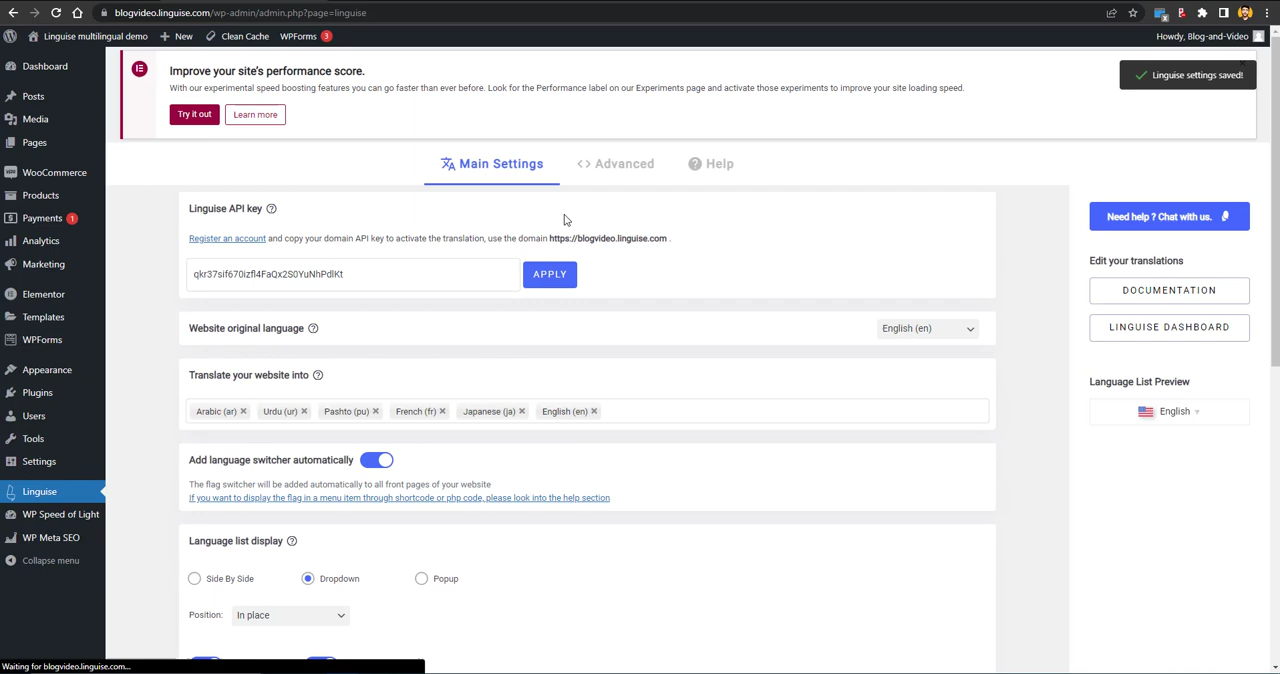 blogvideo.linguise.com/wp-admin/admin.php?page=linguise
Linguise multilingual demo
New
Clean Cache
WPForms
3
Howdy, Blog-and-Video
Dashboard
Posts
Media
Pages
WooCommerce
Products
Payments 1
Analytics
Marketing
Elementor
Templates
WPForms
Appearance
Plugins
Users
Tools
Settings
Linguise
WP Speed of Light
WP Meta SEO
Collapse menu
Improve your site's performance score.
With our experimental speed boosting features you can go faster than ever before. Look for the Performance label on our Experiments page and activate those experiments to improve your site loading speed.
Try it out
Learn more
Linguise settings saved!
Main Settings
Advanced
Help
Linguise API key
Register an account and copy your domain API key to activate the translation, use the domain https://blogvideo.linguise.com .
qkr37sif670izfl4FaQx2S0YuNhPdlKt
APPLY
Website original language
English (en)
Translate your website into
Arabic (ar) Urdu (ur) Pashto (pu) French (fr) Japanese (ja) English (en)
Add language switcher automatically
The flag switcher will be added automatically to all front pages of your website
If you want to display the flag in a menu item through shortcode or php code, please look into the help section
Language list display
Side By Side
Dropdown
Popup
Position: In place
Need help ? Chat with us.
Edit your translations
DOCUMENTATION
LINGUISE DASHBOARD
Language List Preview
English
Waiting for blogvideo.linguise.com...